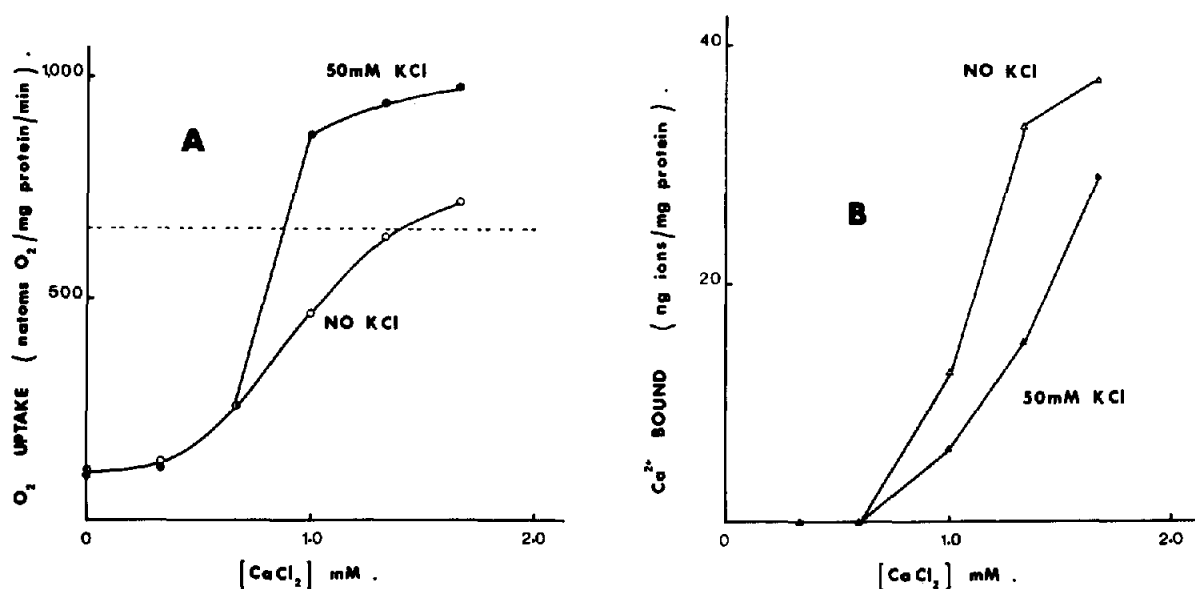 A
50mM KCl
NO KCl
O₂ UPTAKE ( natoms O₂/mg protein/min) .
1,000
500
0
1.0
2.0
[CaCl₂] mM .
B
NO KCl
50mM KCl
Ca²⁺ BOUND ( ng ions/mg protein ) .
40
20
0
1.0
2.0
[CaCl₂] mM .